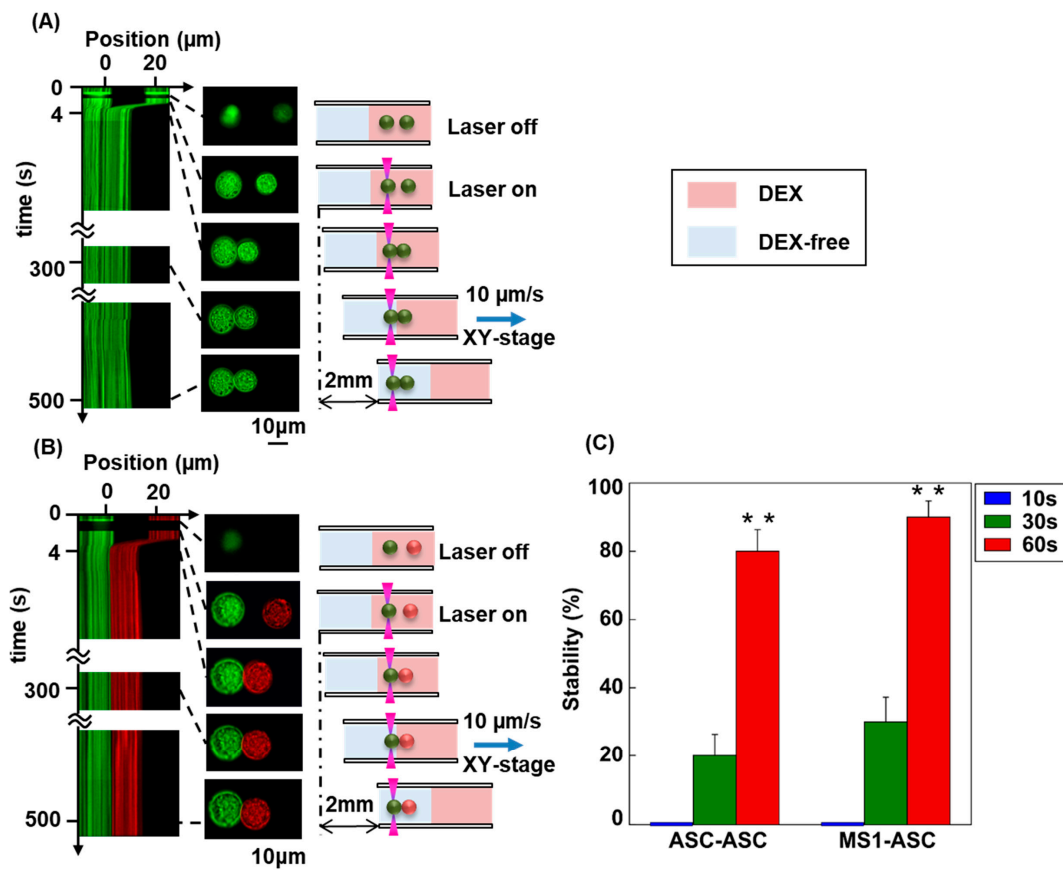 (A)
Position (µm)
0 20
0
4
300
500
time (s)
Laser off
Laser on
10 µm/s
XY-stage
2mm
10µm
DEX
DEX-free
(B)
Position (µm)
0 20
0
4
300
500
time (s)
Laser off
Laser on
10 µm/s
XY-stage
2mm
10µm
(C)
100
80
60
40
20
0
Stability (%)
* *
* *
ASC-ASC MS1-ASC
10s
30s
60s